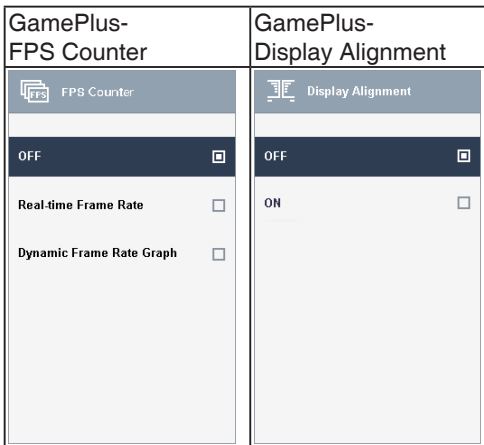 GamePlus-
FPS Counter
GamePlus-
Display Alignment
FPS
FPS Counter
OFF
Real-time Frame Rate
Dynamic Frame Rate Graph
Display Alignment
OFF
ON